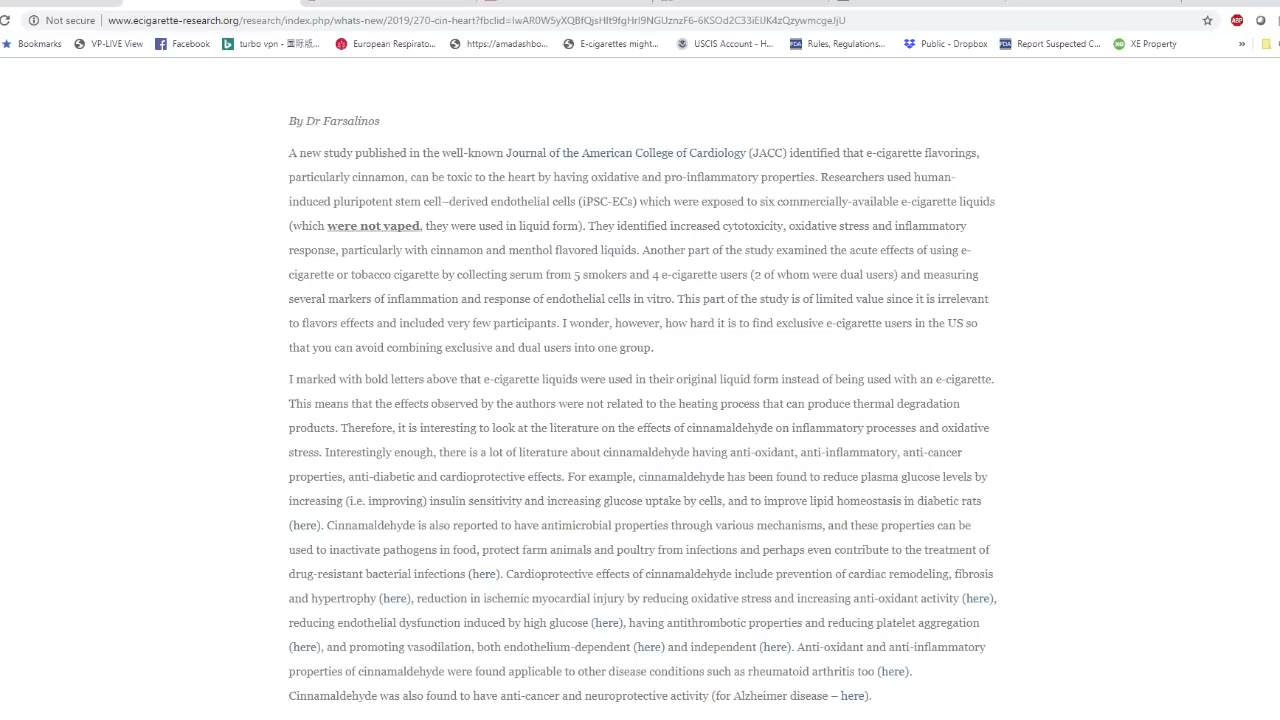 Not secure | www.ecigarette-research.org/research/index.php/whats-new/2019/270-cin-heart?fbclid=IwAR0W5yXQBfQjsHlt9fgHrI9NGUznzF6-6KSOd2C33iEIJK4zQzywmcgeJjU
Bookmarks VP-LIVE View Facebook turbo vpn - 国际版... European Respirato... https://amadashbo... E-cigarettes might... USCIS Account - H... Rules, Regulations... Public - Dropbox Report Suspected C... XE Property »
By Dr Farsalinos
A new study published in the well-known Journal of the American College of Cardiology (JACC) identified that e-cigarette flavorings,
particularly cinnamon, can be toxic to the heart by having oxidative and pro-inflammatory properties. Researchers used human-
induced pluripotent stem cell–derived endothelial cells (iPSC-ECs) which were exposed to six commercially-available e-cigarette liquids
(which were not vaped, they were used in liquid form). They identified increased cytotoxicity, oxidative stress and inflammatory
response, particularly with cinnamon and menthol flavored liquids. Another part of the study examined the acute effects of using e-
cigarette or tobacco cigarette by collecting serum from 5 smokers and 4 e-cigarette users (2 of whom were dual users) and measuring
several markers of inflammation and response of endothelial cells in vitro. This part of the study is of limited value since it is irrelevant
to flavors effects and included very few participants. I wonder, however, how hard it is to find exclusive e-cigarette users in the US so
that you can avoid combining exclusive and dual users into one group.
I marked with bold letters above that e-cigarette liquids were used in their original liquid form instead of being used with an e-cigarette.
This means that the effects observed by the authors were not related to the heating process that can produce thermal degradation
products. Therefore, it is interesting to look at the literature on the effects of cinnamaldehyde on inflammatory processes and oxidative
stress. Interestingly enough, there is a lot of literature about cinnamaldehyde having anti-oxidant, anti-inflammatory, anti-cancer
properties, anti-diabetic and cardioprotective effects. For example, cinnamaldehyde has been found to reduce plasma glucose levels by
increasing (i.e. improving) insulin sensitivity and increasing glucose uptake by cells, and to improve lipid homeostasis in diabetic rats
(here). Cinnamaldehyde is also reported to have antimicrobial properties through various mechanisms, and these properties can be
used to inactivate pathogens in food, protect farm animals and poultry from infections and perhaps even contribute to the treatment of
drug-resistant bacterial infections (here). Cardioprotective effects of cinnamaldehyde include prevention of cardiac remodeling, fibrosis
and hypertrophy (here), reduction in ischemic myocardial injury by reducing oxidative stress and increasing anti-oxidant activity (here),
reducing endothelial dysfunction induced by high glucose (here), having antithrombotic properties and reducing platelet aggregation
(here), and promoting vasodilation, both endothelium-dependent (here) and independent (here). Anti-oxidant and anti-inflammatory
properties of cinnamaldehyde were found applicable to other disease conditions such as rheumatoid arthritis too (here).
Cinnamaldehyde was also found to have anti-cancer and neuroprotective activity (for Alzheimer disease – here).